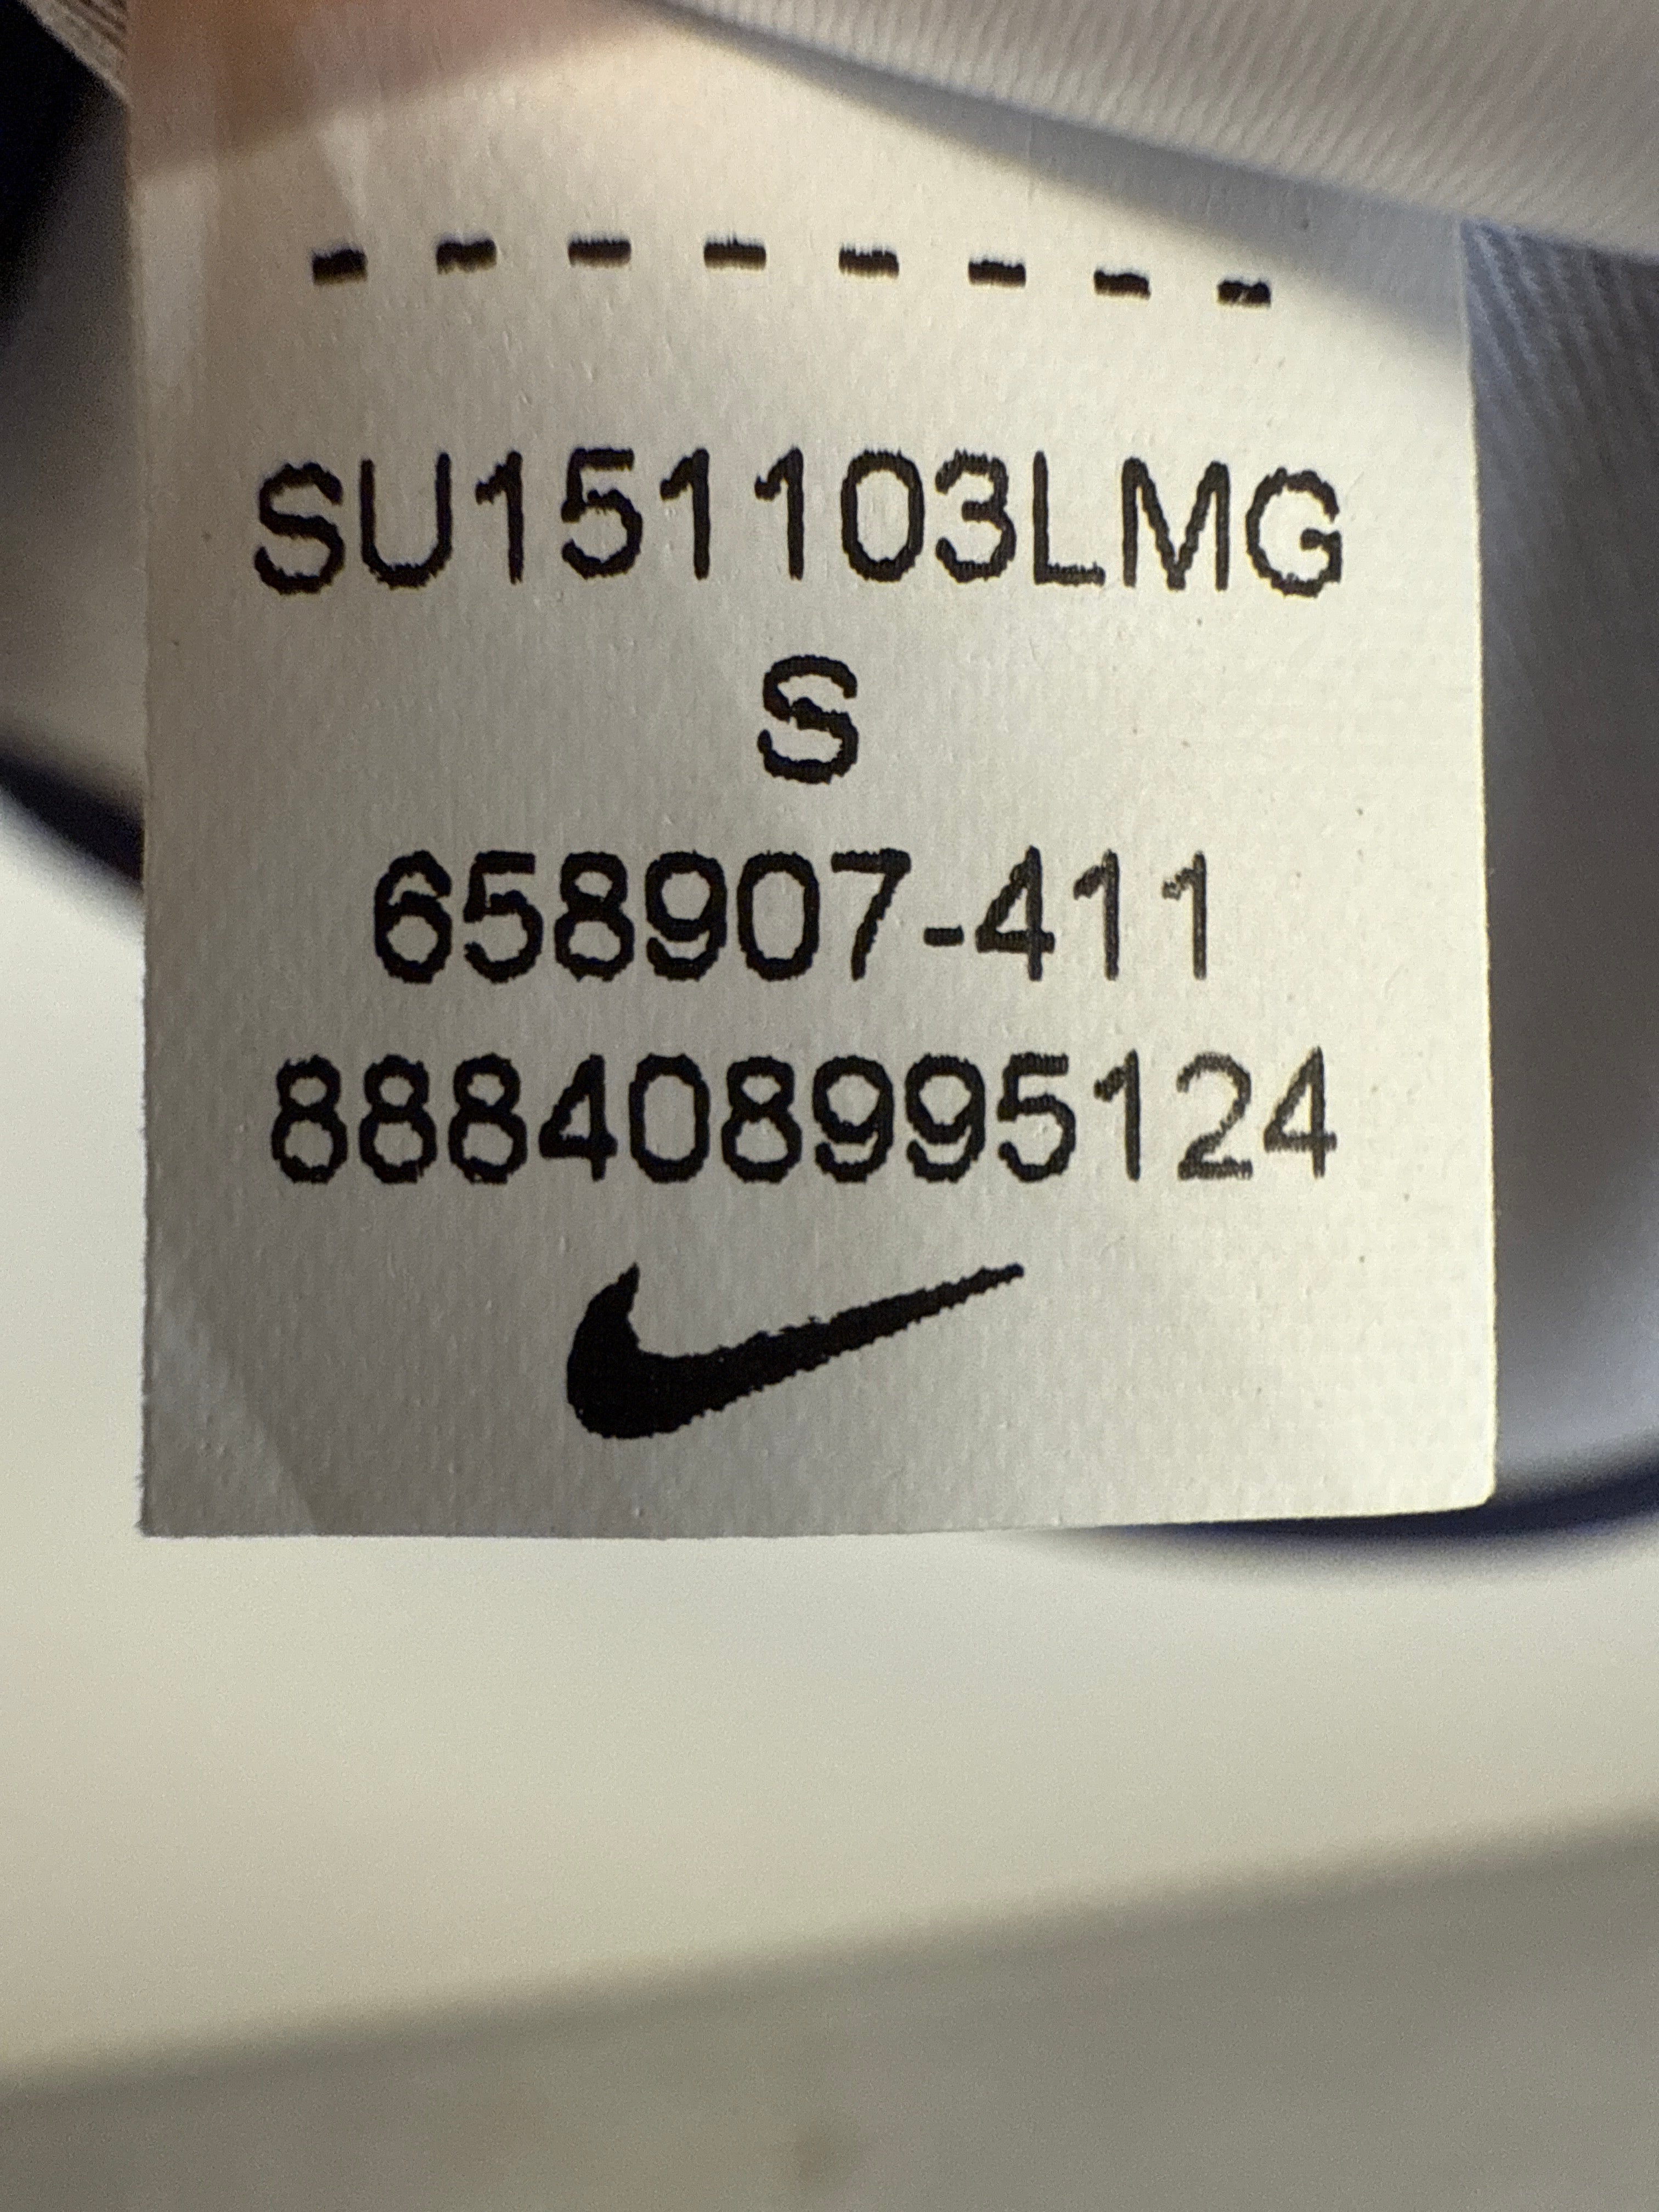 - - - - - - - -
SU151103LMG
S
658907-411
888408995124